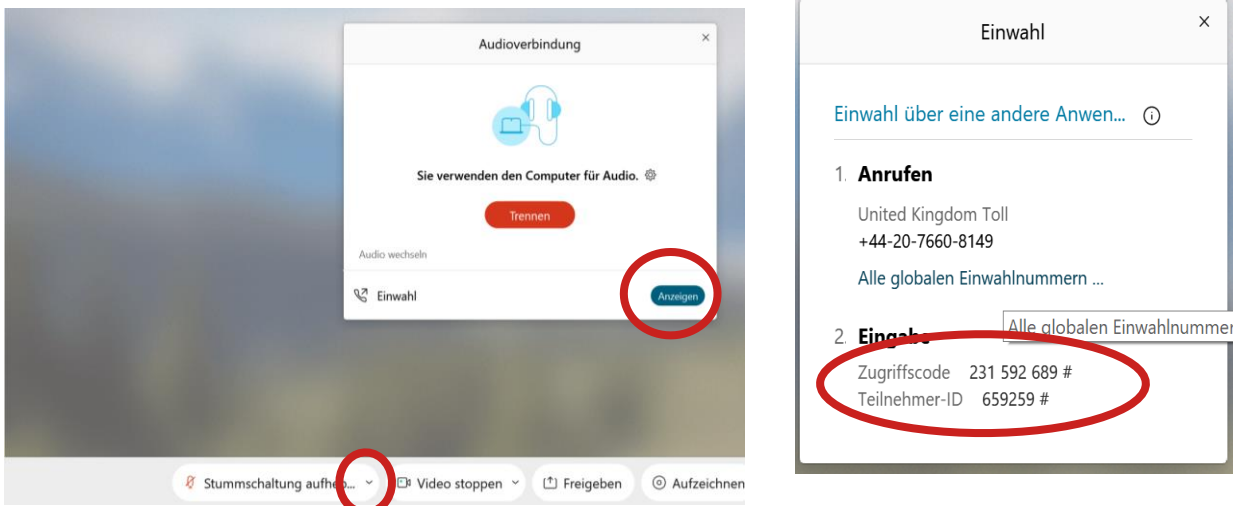 Audioverbindung
Sie verwenden den Computer für Audio.
Trennen
Audio wechseln
Einwahl
Anzeigen
Stummschaltung aufheb...
Video stoppen
Freigeben
Aufzeichnen
Einwahl
Einwahl über eine andere Anwen...
1. Anrufen
United Kingdom Toll
+44-20-7660-8149
Alle globalen Einwahlnummern ...
Alle globalen Einwahlnummer
2. Eingabe
Zugriffscode 231 592 689 #
Teilnehmer-ID 659259 #